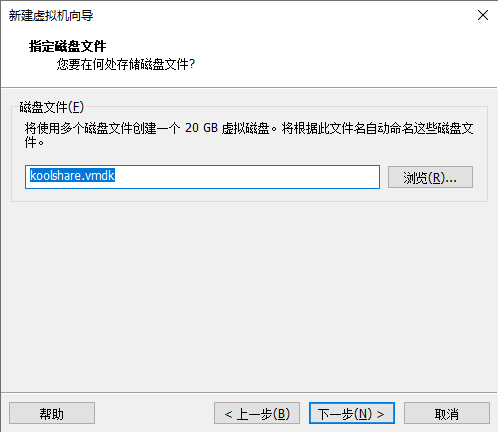 新建虚拟机向导
指定磁盘文件
您要在何处存储磁盘文件?
磁盘文件(F)
将使用多个磁盘文件创建一个 20 GB 虚拟磁盘。将根据此文件名自动命名这些磁盘文
件。
koolshare.vmdk
浏览(R)...
帮助
< 上一步(B)
下一步(N) >
取消